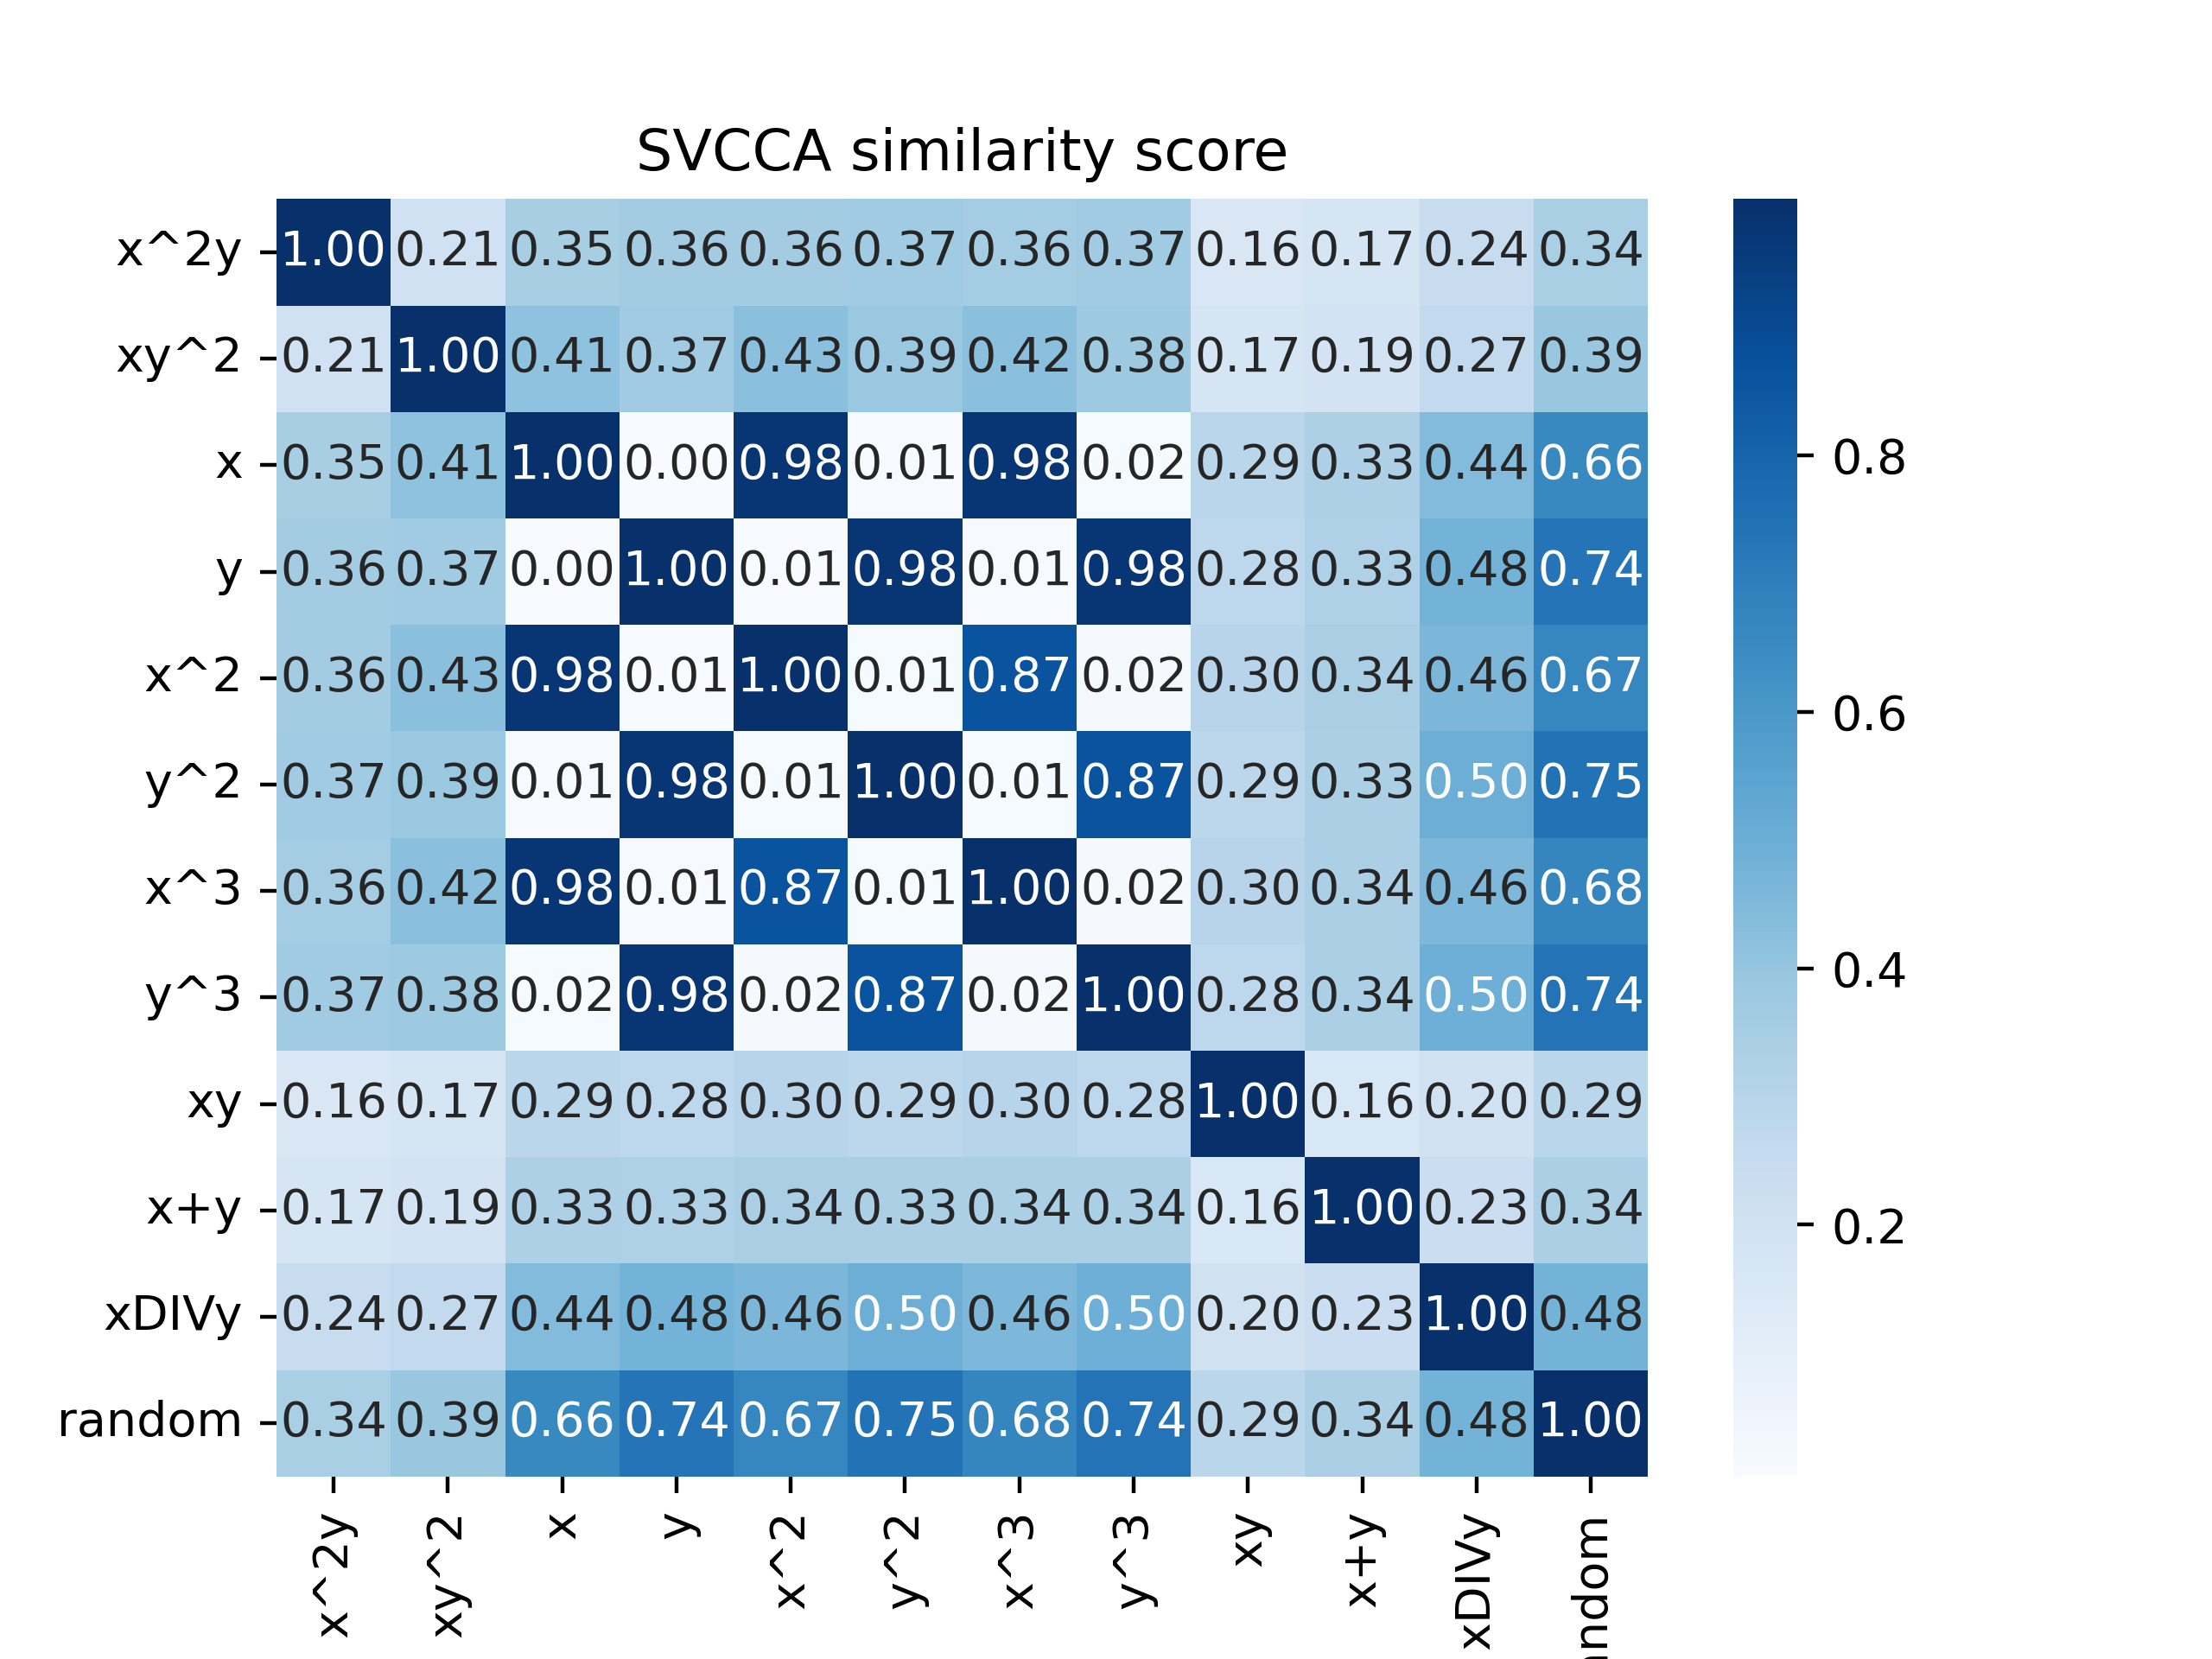 SVCCA similarity score
x^2y 1.00 0.21 0.35 0.36 0.36 0.37 0.36 0.37 0.16 0.17 0.24 0.34
xy^2 0.21 1.00 0.41 0.37 0.43 0.39 0.42 0.38 0.17 0.19 0.27 0.39
x 0.35 0.41 1.00 0.00 0.98 0.01 0.98 0.02 0.29 0.33 0.44 0.66
y 0.36 0.37 0.00 1.00 0.01 0.98 0.01 0.98 0.28 0.33 0.48 0.74
x^2 0.36 0.43 0.98 0.01 1.00 0.01 0.87 0.02 0.30 0.34 0.46 0.67
y^2 0.37 0.39 0.01 0.98 0.01 1.00 0.01 0.87 0.29 0.33 0.50 0.75
x^3 0.36 0.42 0.98 0.01 0.87 0.01 1.00 0.02 0.30 0.34 0.46 0.68
y^3 0.37 0.38 0.02 0.98 0.02 0.87 0.02 1.00 0.28 0.34 0.50 0.74
xy 0.16 0.17 0.29 0.28 0.30 0.29 0.30 0.28 1.00 0.16 0.20 0.29
x+y 0.17 0.19 0.33 0.33 0.34 0.33 0.34 0.34 0.16 1.00 0.23 0.34
xDIVy 0.24 0.27 0.44 0.48 0.46 0.50 0.46 0.50 0.20 0.23 1.00 0.48
random 0.34 0.39 0.66 0.74 0.67 0.75 0.68 0.74 0.29 0.34 0.48 1.00
x^2y xy^2 x y x^2 y^2 x^3 y^3 xy x+y xDIVy
0.8
0.6
0.4
0.2